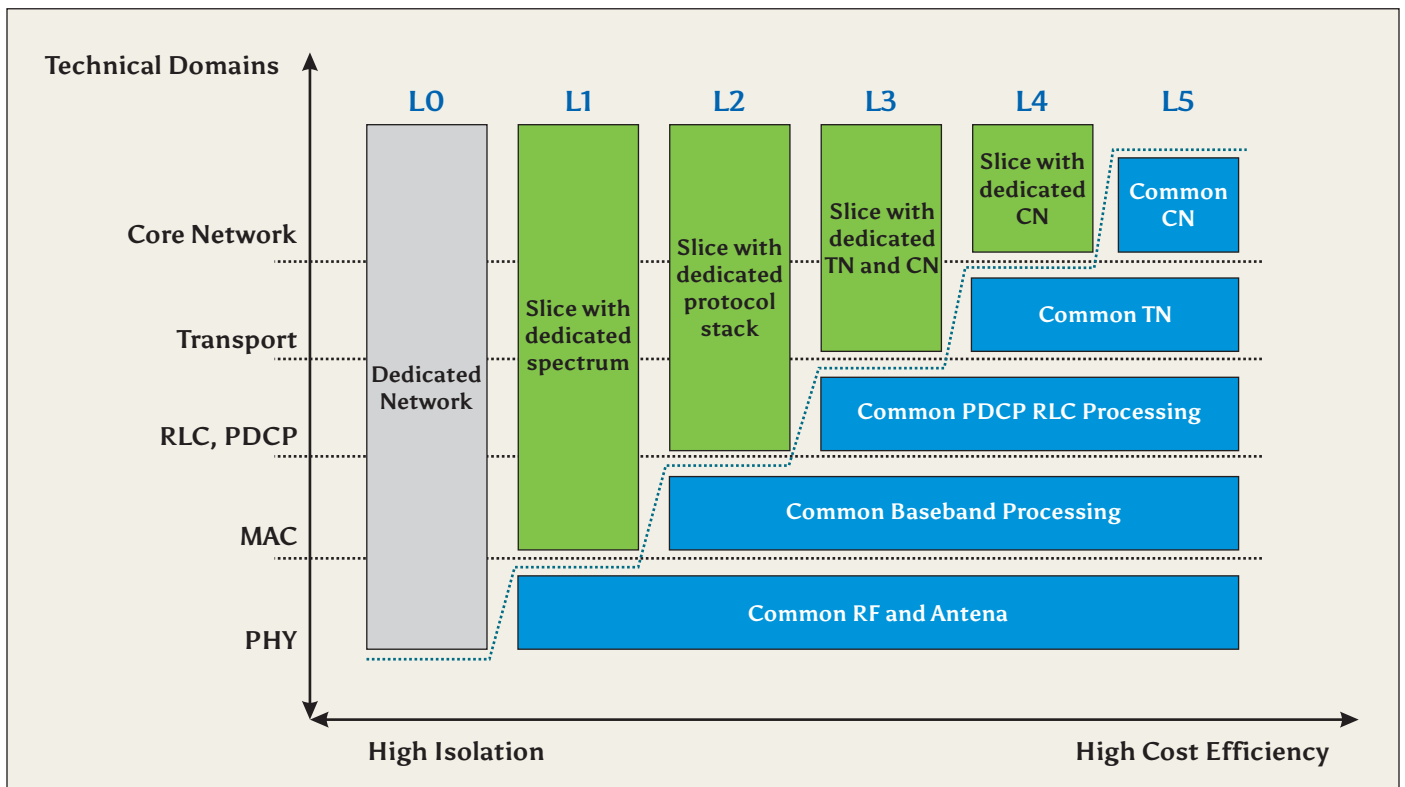 Technical Domains
L0
L1
L2
L3
L4
L5
Core Network
Transport
RLC, PDCP
MAC
PHY
Dedicated
Network
Slice with
dedicated
spectrum
Slice with
dedicated
protocol
stack
Slice with
dedicated
TN and CN
Slice with
dedicated
CN
Common
CN
Common TN
Common PDCP RLC Processing
Common Baseband Processing
Common RF and Antena
High Isolation
High Cost Efficiency